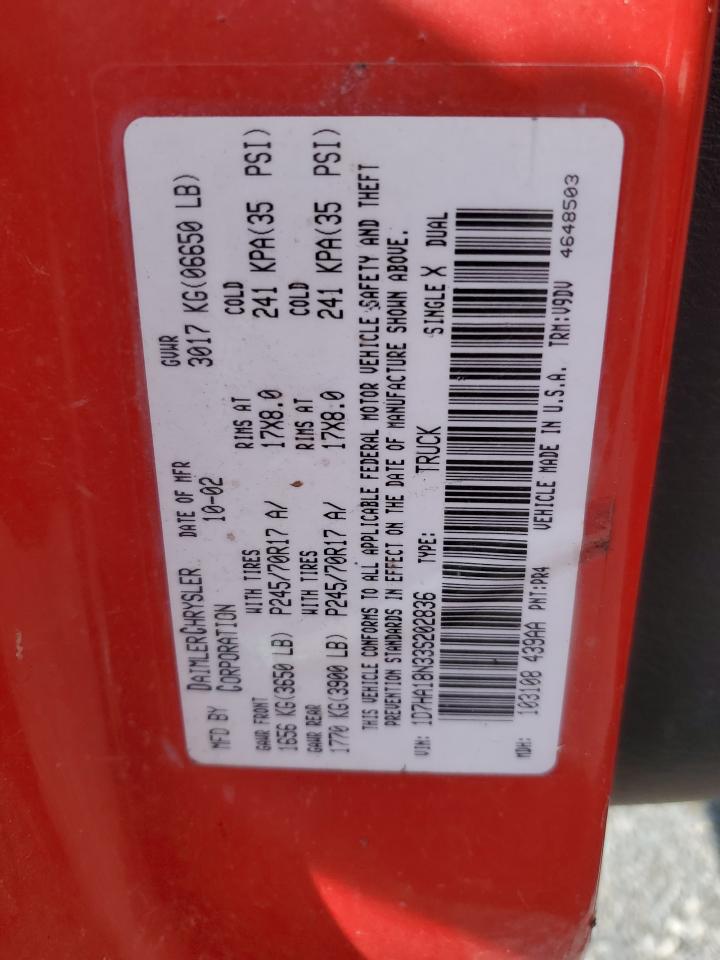 MFD BY DAIMLERCHRYSLER CORPORATION
DATE OF MFR 10-02
GVWR 3017 KG(06650 LB)
GAWR FRONT WITH TIRES RIMS AT COLD
1656 KG(3650 LB) P245/70R17 A/ 17X8.0 241 KPA(35 PSI)
GAWR REAR WITH TIRES RIMS AT COLD
1770 KG(3900 LB) P245/70R17 A/ 17X8.0 241 KPA(35 PSI)
THIS VEHICLE CONFORMS TO ALL APPLICABLE FEDERAL MOTOR VEHICLE SAFETY AND THEFT
PREVENTION STANDARDS IN EFFECT ON THE DATE OF MANUFACTURE SHOWN ABOVE.
VIN: 1D7HA18N33S202836 TYPE: TRUCK SINGLE X DUAL
MDH: 103108 439AA PNT:PR4 VEHICLE MADE IN U.S.A. TRM:V9DV 4648503